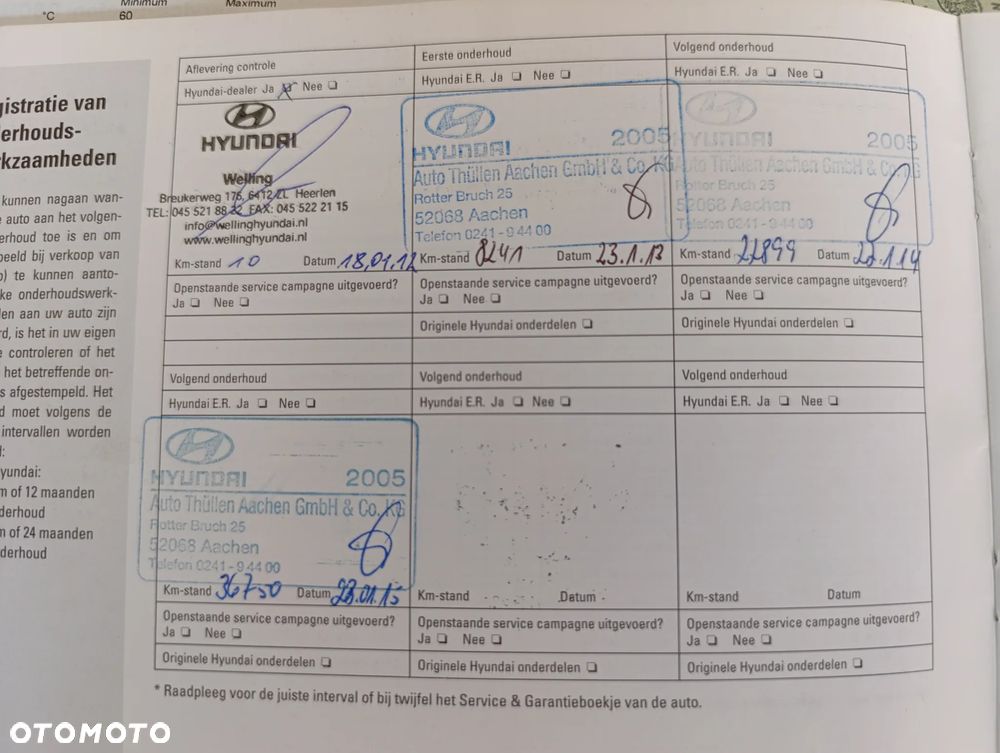 °C
Minimum
60
Maximum
gistratie van
derhouds-
rkzaamheden
kunnen nagaan wan-
e auto aan het volgen-
erhoud toe is en om
beeld bij verkoop van
o) te kunnen aanto-
ke onderhoudswerk-
den aan uw auto zijn
rd, is het in uw eigen
e controleren of het
het betreffende on-
s afgestempeld. Het
d moet volgens de
intervallen worden
d:
yundai:
m of 12 maanden
derhoud
m of 24 maanden
derhoud
Aflevering controle
Hyundai-dealer Ja Nee
HYUNDAI
Welling
Breukerweg 175, 6412 ZL Heerlen
TEL: 045 521 88 22 FAX: 045 522 21 15
info@wellinghyundai.nl
www.wellinghyundai.nl
Km-stand 10 Datum 18,01.12
Openstaande service campagne uitgevoerd?
Ja Nee
Eerste onderhoud
Hyundai E.R. Ja Nee
HYUNDAI 2005
Auto Thüllen Aachen GmbH & Co. KG
Rotter Bruch 25
52068 Aachen
Telefon 0241 - 9 44 00
Km-stand 8241 Datum 23.1.13
Openstaande service campagne uitgevoerd?
Ja Nee
Originele Hyundai onderdelen
Volgend onderhoud
Hyundai E.R. Ja Nee
HYUNDAI 2005
Auto Thüllen Aachen GmbH & Co. KG
Rotter Bruch 25
52068 Aachen
Telefon 0241 - 9 44 00
Km-stand 22899 Datum 22.1.14
Openstaande service campagne uitgevoerd?
Ja Nee
Originele Hyundai onderdelen
Volgend onderhoud
Hyundai E.R. Ja Nee
HYUNDAI 2005
Auto Thüllen Aachen GmbH & Co. KG
Rotter Bruch 25
52068 Aachen
Telefon 0241 - 9 44 00
Km-stand 36750 Datum 23.01.15
Openstaande service campagne uitgevoerd?
Ja Nee
Originele Hyundai onderdelen
Volgend onderhoud
Hyundai E.R. Ja Nee
Km-stand Datum
Openstaande service campagne uitgevoerd?
Ja Nee
Originele Hyundai onderdelen
Volgend onderhoud
Hyundai E.R. Ja Nee
Km-stand Datum
Openstaande service campagne uitgevoerd?
Ja Nee
Originele Hyundai onderdelen
* Raadpleeg voor de juiste interval of bij twijfel het Service & Garantieboekje van de auto.
OTOMOTO